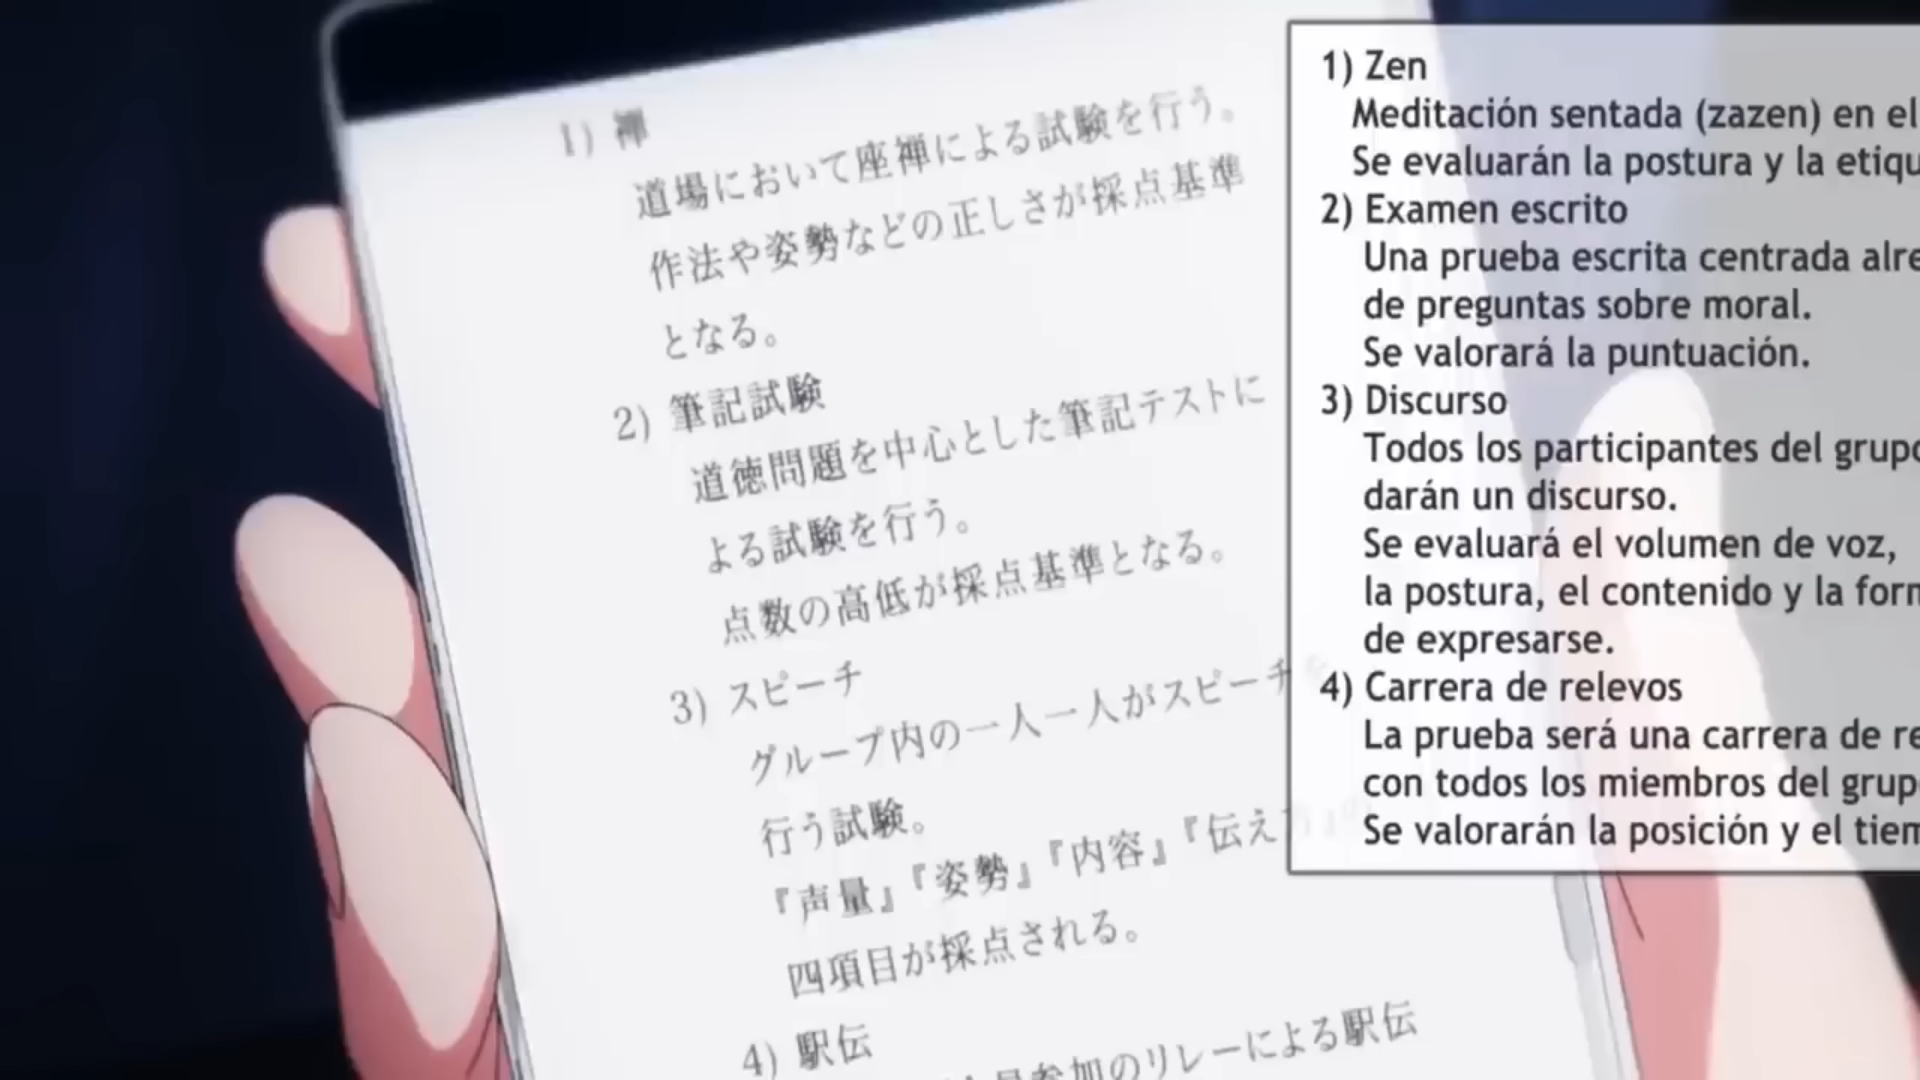 1) 禅
道場において座禅による試験を行う。
作法や姿勢などの正しさが採点基準
となる。
2) 筆記試験
道徳問題を中心とした筆記テストに
よる試験を行う。
点数の高低が採点基準となる。
3) スピーチ
グループ内の一人一人がスピーチを
行う試験。
『声量』『姿勢』『内容』『伝え方』の
四項目が採点される。
4) 駅伝
員参加のリレーによる駅伝
1) Zen
Meditación sentada (zazen) en el
Se evaluarán la postura y la etiqu
2) Examen escrito
Una prueba escrita centrada alre
de preguntas sobre moral.
Se valorará la puntuación.
3) Discurso
Todos los participantes del grupo
darán un discurso.
Se evaluará el volumen de voz,
la postura, el contenido y la form
de expresarse.
4) Carrera de relevos
La prueba será una carrera de re
con todos los miembros del grup
Se valorarán la posición y el tiem